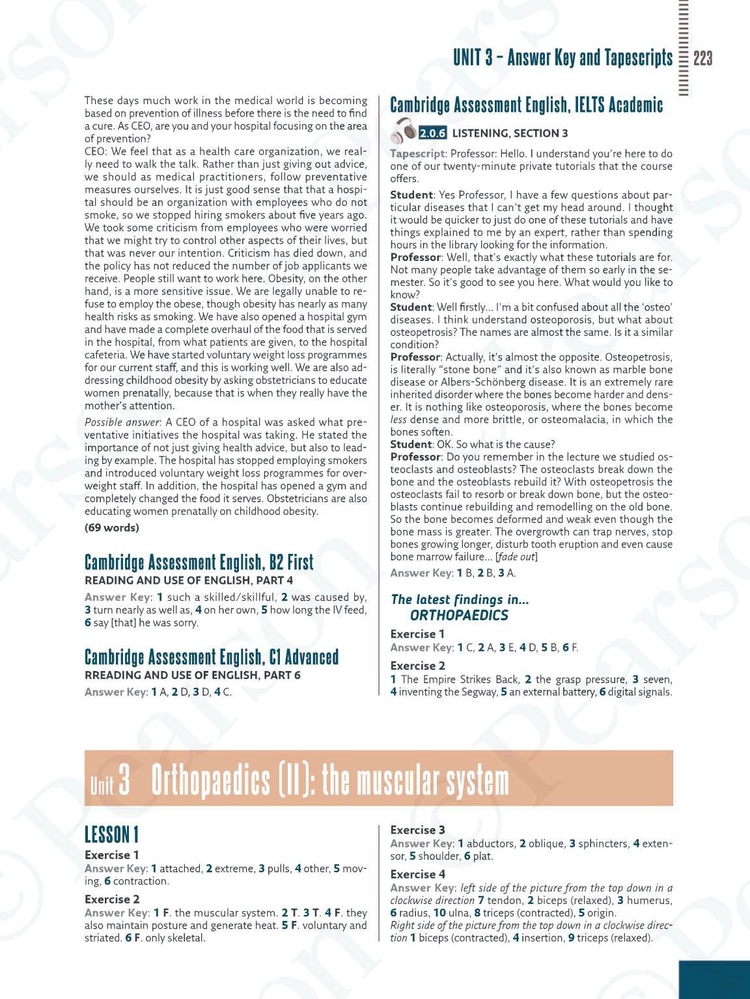 UNIT 3 – Answer Key and Tapescripts 223
These days much work in the medical world is becoming
based on prevention of illness before there is the need to find
a cure. As CEO, are you and your hospital focusing on the area
of prevention?
CEO: We feel that as a health care organization, we real-
ly need to walk the talk. Rather than just giving out advice,
we should as medical practitioners, follow preventative
measures ourselves. It is just good sense that that a hospi-
tal should be an organization with employees who do not
smoke, so we stopped hiring smokers about five years ago.
We took some criticism from employees who were worried
that we might try to control other aspects of their lives, but
that was never our intention. Criticism has died down, and
the policy has not reduced the number of job applicants we
receive. People still want to work here. Obesity, on the other
hand, is a more sensitive issue. We are legally unable to re-
fuse to employ the obese, though obesity has nearly as many
health risks as smoking. We have also opened a hospital gym
and have made a complete overhaul of the food that is served
in the hospital, from what patients are given, to the hospital
cafeteria. We have started voluntary weight loss programmes
for our current staff, and this is working well. We are also ad-
dressing childhood obesity by asking obstetricians to educate
women prenatally, because that is when they really have the
mother's attention.
Possible answer: A CEO of a hospital was asked what pre-
ventative initiatives the hospital was taking. He stated the
importance of not just giving health advice, but also to lead-
ing by example. The hospital has stopped employing smokers
and introduced voluntary weight loss programmes for over-
weight staff. In addition, the hospital has opened a gym and
completely changed the food it serves. Obstetricians are also
educating women prenatally on childhood obesity.
(69 words)
Cambridge Assessment English, B2 First
READING AND USE OF ENGLISH, PART 4
Answer Key: 1 such a skilled/skillful, 2 was caused by,
3 turn nearly as well as, 4 on her own, 5 how long the IV feed,
6 say [that] he was sorry.
Cambridge Assessment English, C1 Advanced
RREADING AND USE OF ENGLISH, PART 6
Answer Key: 1 A, 2 D, 3 D, 4 C.
Cambridge Assessment English, IELTS Academic
2.0.6 LISTENING, SECTION 3
Tapescript: Professor: Hello. I understand you're here to do
one of our twenty-minute private tutorials that the course
offers.
Student: Yes Professor, I have a few questions about par-
ticular diseases that I can't get my head around. I thought
it would be quicker to just do one of these tutorials and have
things explained to me by an expert, rather than spending
hours in the library looking for the information.
Professor: Well, that's exactly what these tutorials are for.
Not many people take advantage of them so early in the se-
mester. So it's good to see you here. What would you like to
know?
Student: Well firstly... I'm a bit confused about all the 'osteo'
diseases. I think understand osteoporosis, but what about
osteopetrosis? The names are almost the same. Is it a similar
condition?
Professor: Actually, it's almost the opposite. Osteopetrosis,
is literally "stone bone" and it's also known as marble bone
disease or Albers-Schönberg disease. It is an extremely rare
inherited disorder where the bones become harder and dens-
er. It is nothing like osteoporosis, where the bones become
less dense and more brittle, or osteomalacia, in which the
bones soften.
Student: OK. So what is the cause?
Professor: Do you remember in the lecture we studied os-
teoclasts and osteoblasts? The osteoclasts break down the
bone and the osteoblasts rebuild it? With osteopetrosis the
osteoclasts fail to resorb or break down bone, but the osteo-
blasts continue rebuilding and remodelling on the old bone.
So the bone becomes deformed and weak even though the
bone mass is greater. The overgrowth can trap nerves, stop
bones growing longer, disturb tooth eruption and even cause
bone marrow failure... [fade out]
Answer Key: 1 B, 2 B, 3 A.
The latest findings in...
ORTHOPAEDICS
Exercise 1
Answer Key: 1 C, 2 A, 3 E, 4 D, 5 B, 6 F.
Exercise 2
1 The Empire Strikes Back, 2 the grasp pressure, 3 seven,
4 inventing the Segway, 5 an external battery, 6 digital signals.
Unit 3 Orthopaedics (II): the muscular system
LESSON 1
Exercise 1
Answer Key: 1 attached, 2 extreme, 3 pulls, 4 other, 5 mov-
ing, 6 contraction.
Exercise 2
Answer Key: 1 F. the muscular system. 2 T. 3 T. 4 F. they
also maintain posture and generate heat. 5 F. voluntary and
striated. 6 F. only skeletal.
Exercise 3
Answer Key: 1 abductors, 2 oblique, 3 sphincters, 4 exten-
sor, 5 shoulder, 6 plat.
Exercise 4
Answer Key: left side of the picture from the top down in a
clockwise direction 7 tendon, 2 biceps (relaxed), 3 humerus,
6 radius, 10 ulna, 8 triceps (contracted), 5 origin.
Right side of the picture from the top down in a clockwise direc-
tion 1 biceps (contracted), 4 insertion, 9 triceps (relaxed).
© Pearson